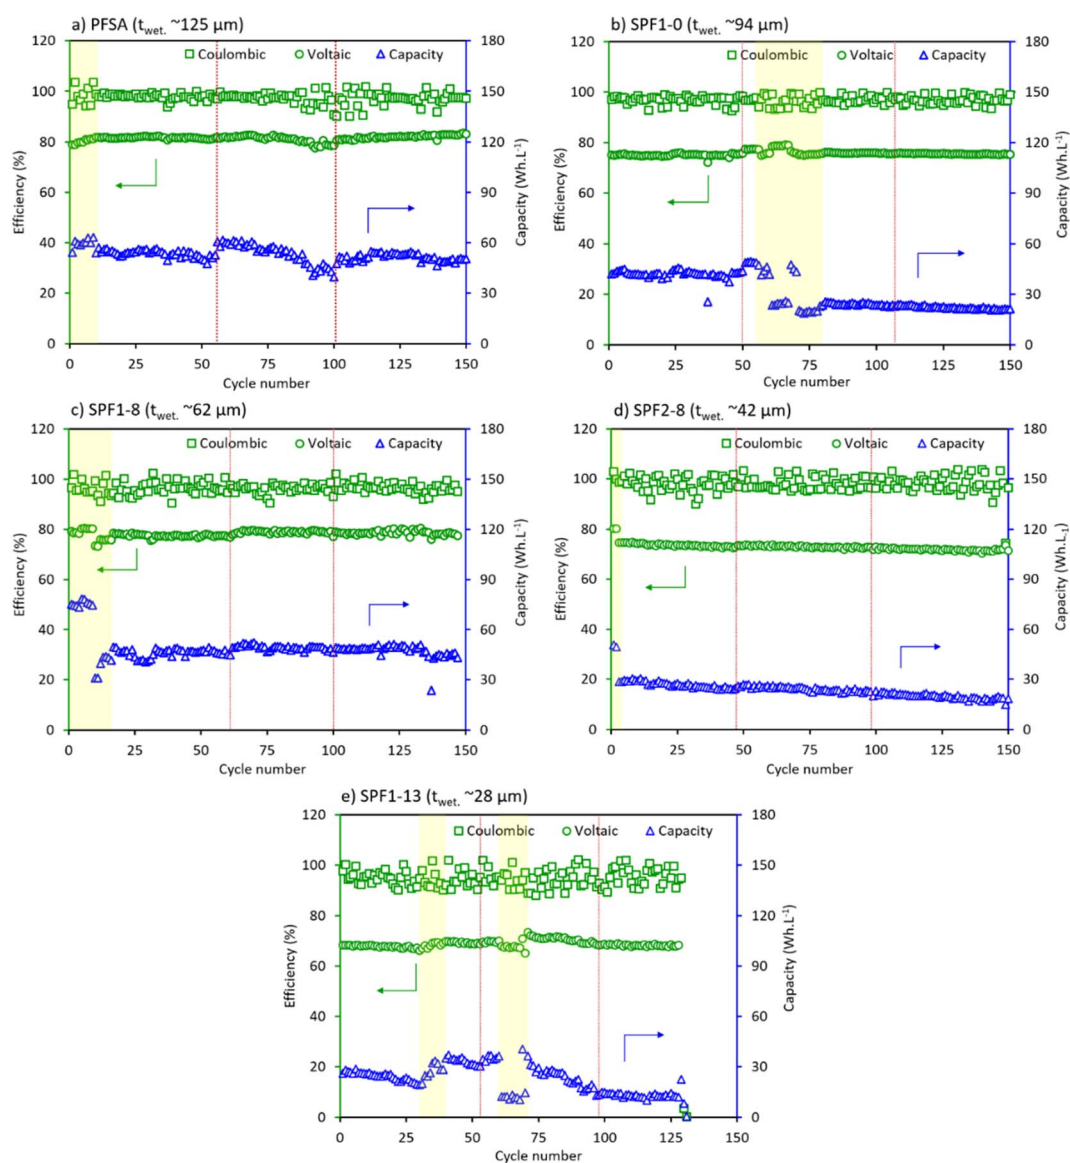 a) PFSA (twet. ~125 µm)
Coulombic Voltaic Capacity
Efficiency (%)
120
100
80
60
40
20
0
180
150
120
90
60
30
0
Capacity (Wh.L-1)
0 25 50 75 100 125 150
Cycle number
b) SPF1-0 (twet. ~94 µm)
Coulombic Voltaic Capacity
Efficiency (%)
120
100
80
60
40
20
0
180
150
120
90
60
30
0
Capacity (Wh.L-1)
0 25 50 75 100 125 150
Cycle number
c) SPF1-8 (twet. ~62 µm)
Coulombic Voltaic Capacity
Efficiency (%)
120
100
80
60
40
20
0
180
150
120
90
60
30
0
Capacity (Wh.L-1)
0 25 50 75 100 125 150
Cycle number
d) SPF2-8 (twet. ~42 µm)
Coulombic Voltaic Capacity
Efficiency (%)
120
100
80
60
40
20
0
180
150
120
90
60
30
0
Capacity (Wh.L-1)
0 25 50 75 100 125 150
Cycle number
e) SPF1-13 (twet. ~28 µm)
Coulombic Voltaic Capacity
Efficiency (%)
120
100
80
60
40
20
0
180
150
120
90
60
30
0
Capacity (Wh.L-1)
0 25 50 75 100 125 150
Cycle number